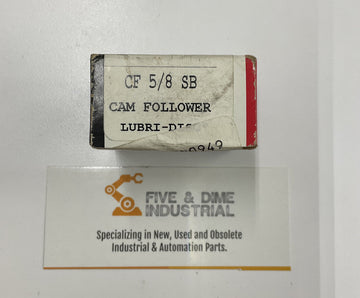 CF 5/8 SB
CAM FOLLOWER
FIVE & DIME
INDUSTRIAL
Specializing in New, Used and Obsolete
Industrial & Automation Parts.